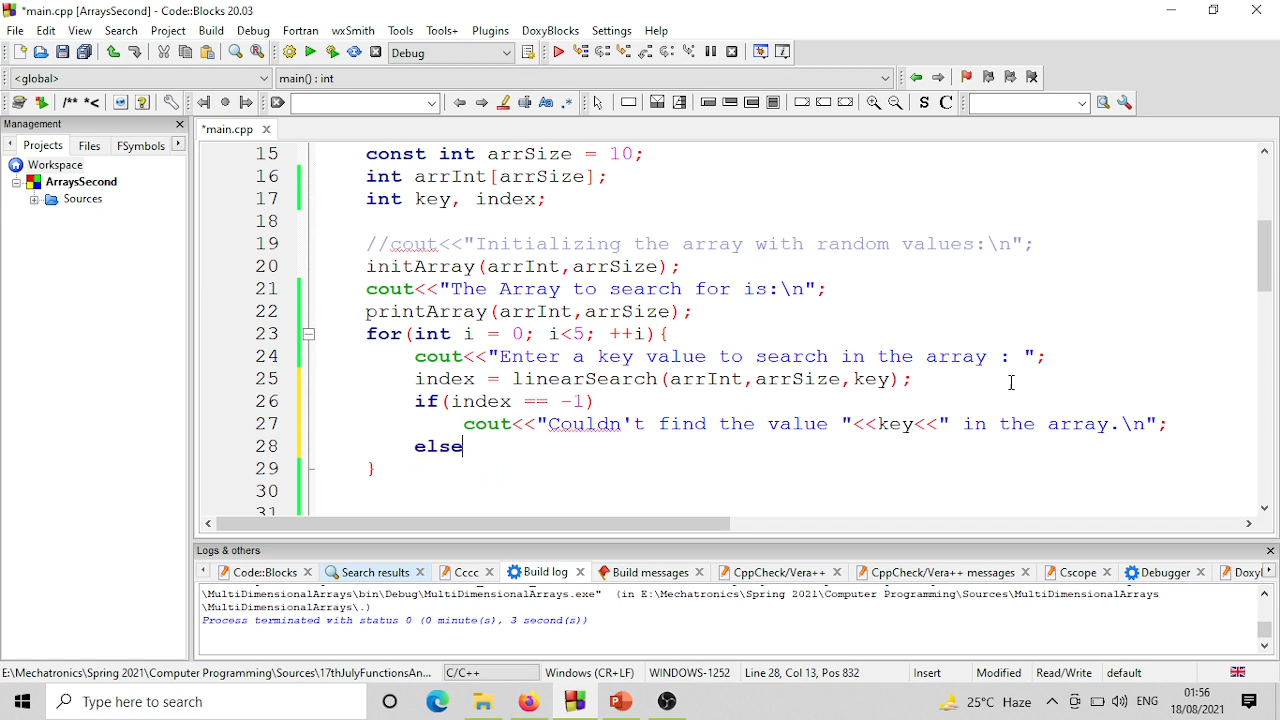 *main.cpp [ArraysSecond] - Code::Blocks 20.03
File Edit View Search Project Build Debug Fortran wxSmith Tools Tools+ Plugins DoxyBlocks Settings Help
Debug
<global> main() : int
/** *<
S C
Management
*main.cpp
Projects Files FSymbols
Workspace
ArraysSecond
Sources
15 const int arrSize = 10;
16 int arrInt[arrSize];
17 int key, index;
18
19 //cout<<"Initializing the array with random values:\n";
20 initArray(arrInt,arrSize);
21 cout<<"The Array to search for is:\n";
22 printArray(arrInt,arrSize);
23 for(int i = 0; i<5; ++i){
24 cout<<"Enter a key value to search in the array : ";
25 index = linearSearch(arrInt,arrSize,key);
26 if(index == -1)
27 cout<<"Couldn't find the value "<<key<<" in the array.\n";
28 else
29 }
30
31
Logs & others
Code::Blocks Search results Cccc Build log Build messages CppCheck/Vera++ CppCheck/Vera++ messages Cscope Debugger Doxyl
\MultiDimensionalArrays\bin\Debug\MultiDimensionalArrays.exe" (in E:\Mechatronics\Spring 2021\Computer Programming\Sources\MultiDimensionalArrays
\MultiDimensionalArrays\.)
Process terminated with status 0 (0 minute(s), 3 second(s))
E:\Mechatronics\Spring 2021\Computer Programming\Sources\17thJulyFunctionsAn... C/C++ Windows (CR+LF) WINDOWS-1252 Line 28, Col 13, Pos 832 Insert Modified Read/Write default
Type here to search
25°C Haze ENG 01:56
18/08/2021